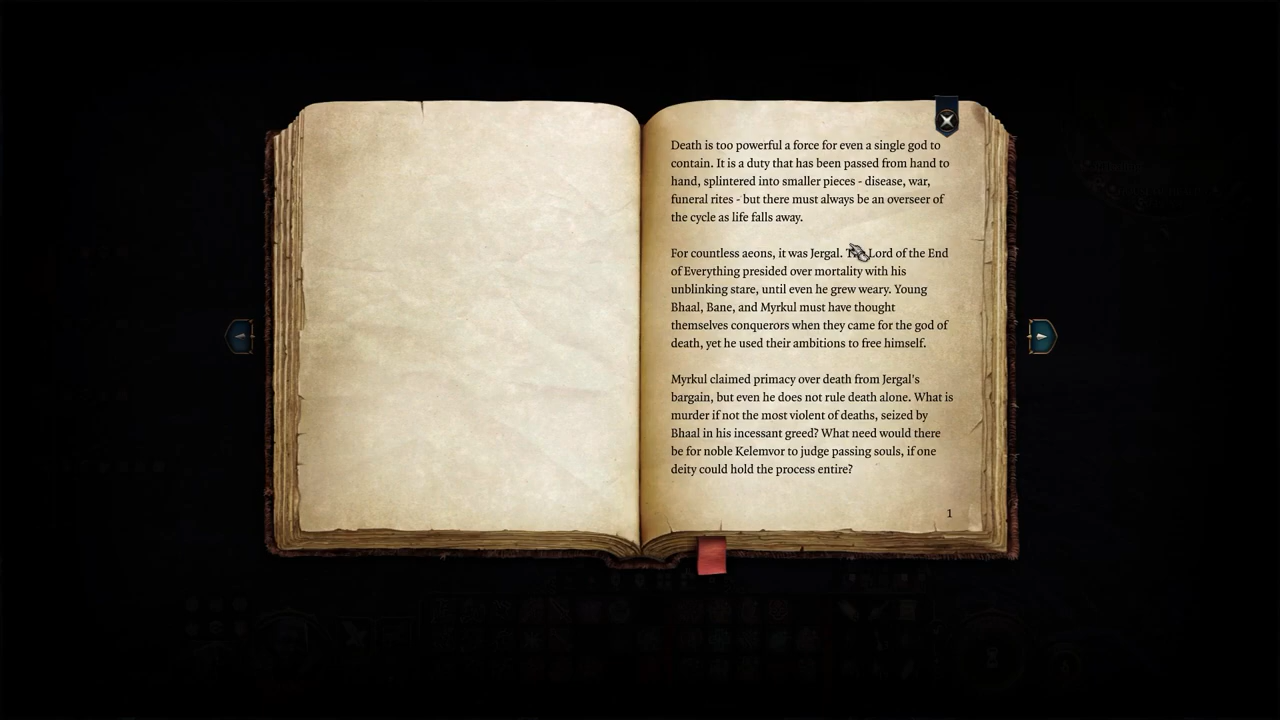 Death is too powerful a force for even a single god to
contain. It is a duty that has been passed from hand to
hand, splintered into smaller pieces - disease, war,
funeral rites - but there must always be an overseer of
the cycle as life falls away.
For countless aeons, it was Jergal. Lord of the End
of Everything presided over mortality with his
unblinking stare, until even he grew weary. Young
Bhaal, Bane, and Myrkul must have thought
themselves conquerors when they came for the god of
death, yet he used their ambitions to free himself.
Myrkul claimed primacy over death from Jergal's
bargain, but even he does not rule death alone. What is
murder if not the most violent of deaths, seized by
Bhaal in his incessant greed? What need would there
be for noble Kelemvor to judge passing souls, if one
deity could hold the process entire?
1